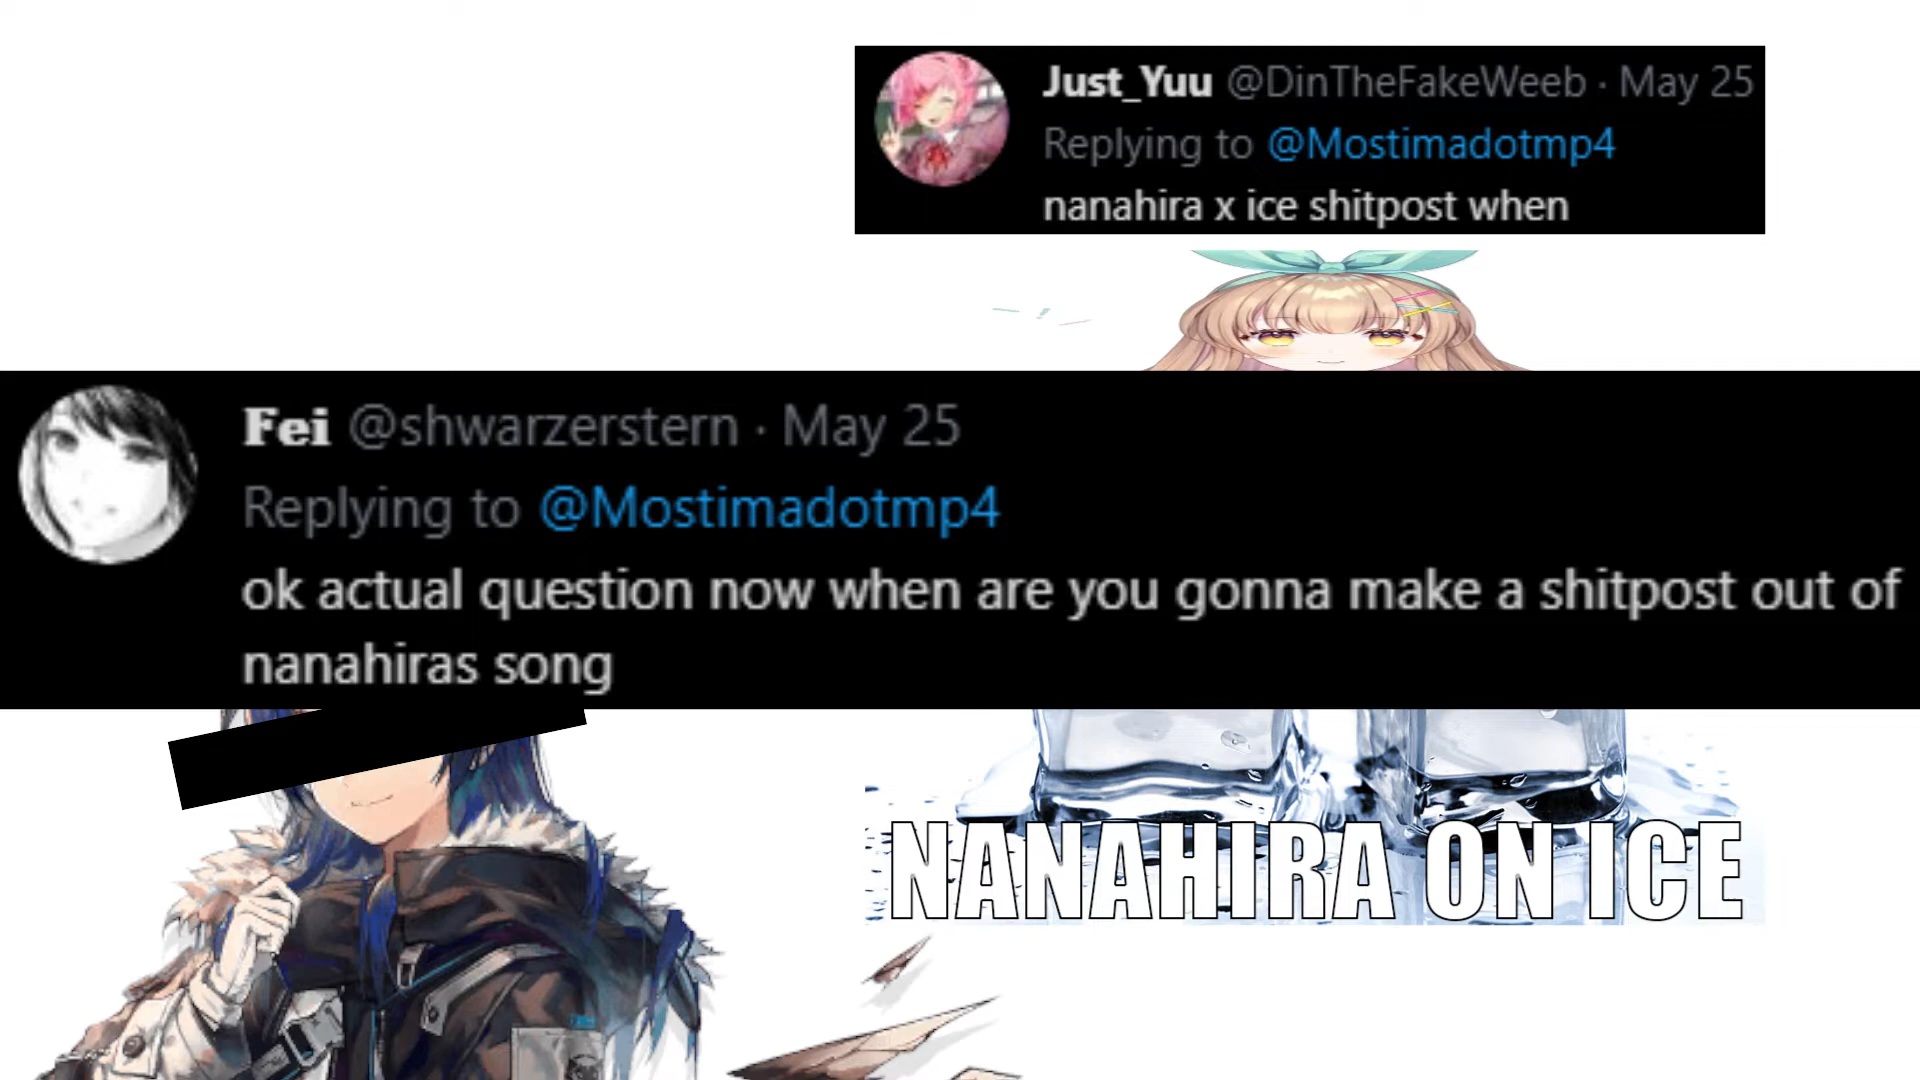 Just_Yuu @DinTheFakeWeeb · May 25
Replying to @Mostimadotmp4
nanahira x ice shitpost when
Fei @shwarzerstern · May 25
Replying to @Mostimadotmp4
ok actual question now when are you gonna make a shitpost out of
nanahiras song
NANAHIRA ON ICE